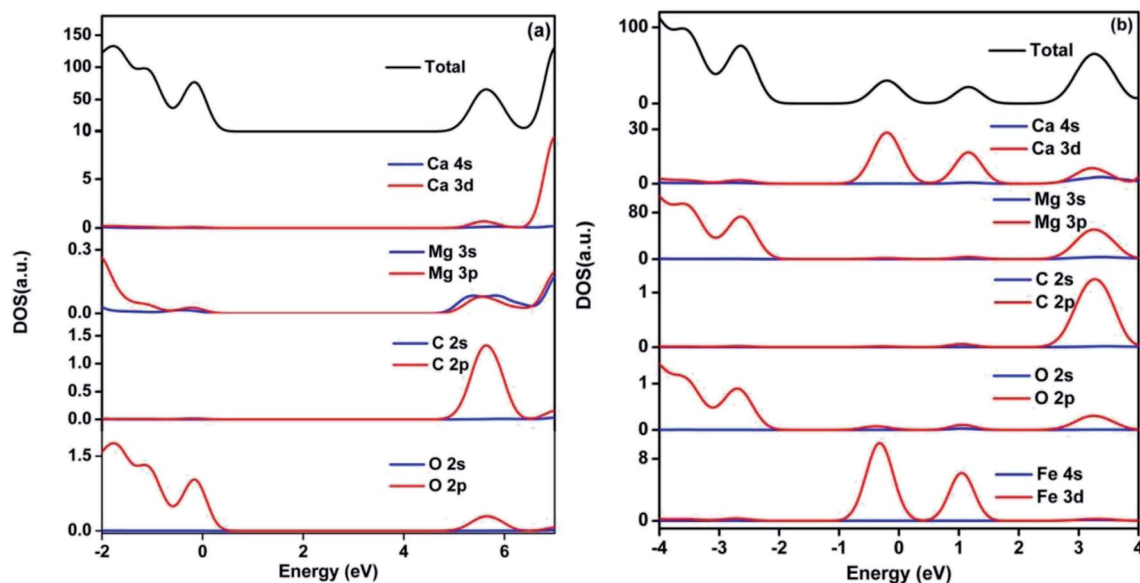 (a)
150
100
50
10
Total
Ca 4s
Ca 3d
5
0
Mg 3s
Mg 3p
0.3
0.0
C 2s
C 2p
1.5
1.0
0.5
0.0
O 2s
O 2p
1.5
0.0
-2 0 2 4 6
Energy (eV)
DOS(a.u.)
(b)
100
0
Total
Ca 4s
Ca 3d
30
0
Mg 3s
Mg 3p
80
0
C 2s
C 2p
1
0
O 2s
O 2p
1
0
Fe 4s
Fe 3d
8
0
-4 -3 -2 -1 0 1 2 3 4
Energy (eV)
DOS(a.u.)